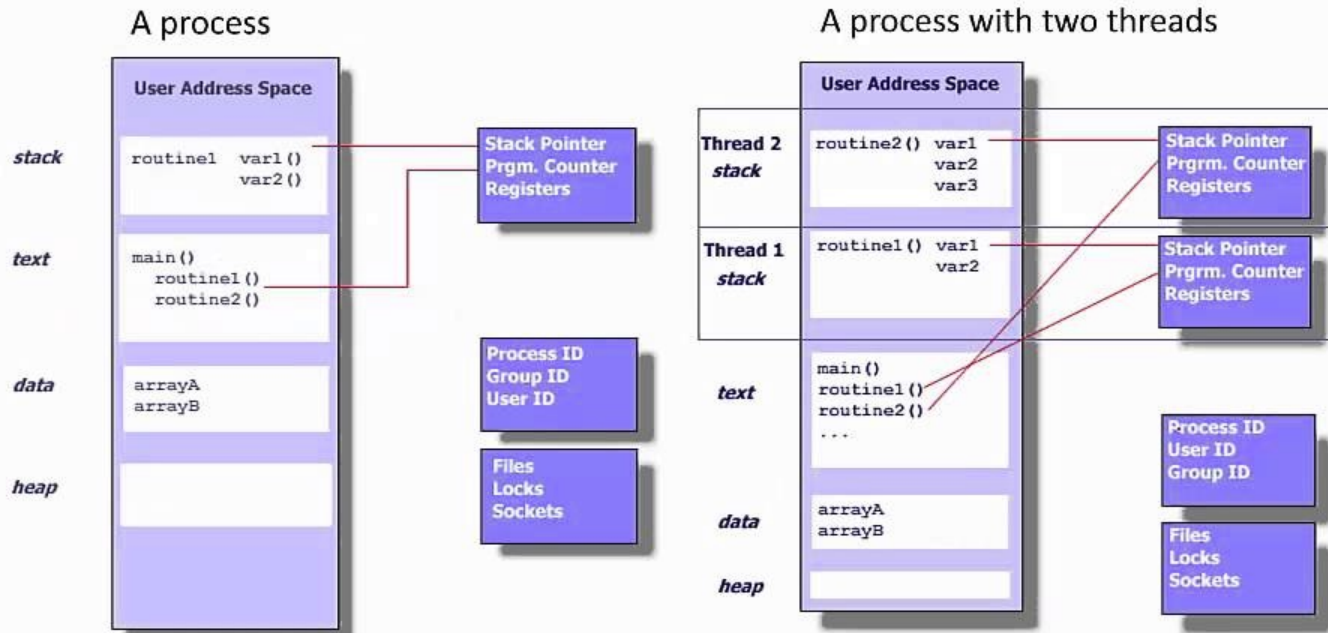 A process
User Address Space
stack
routine1 var1()
var2()
Stack Pointer
Prgm. Counter
Registers
text
main()
routine1()
routine2()
Process ID
Group ID
User ID
data
arrayA
arrayB
Files
Locks
Sockets
heap
A process with two threads
User Address Space
Thread 2
stack
routine2() var1
var2
var3
Stack Pointer
Prgrm. Counter
Registers
Thread 1
stack
routine1() var1
var2
Stack Pointer
Prgrm. Counter
Registers
text
main()
routine1()
routine2()
...
Process ID
User ID
Group ID
data
arrayA
arrayB
Files
Locks
Sockets
heap